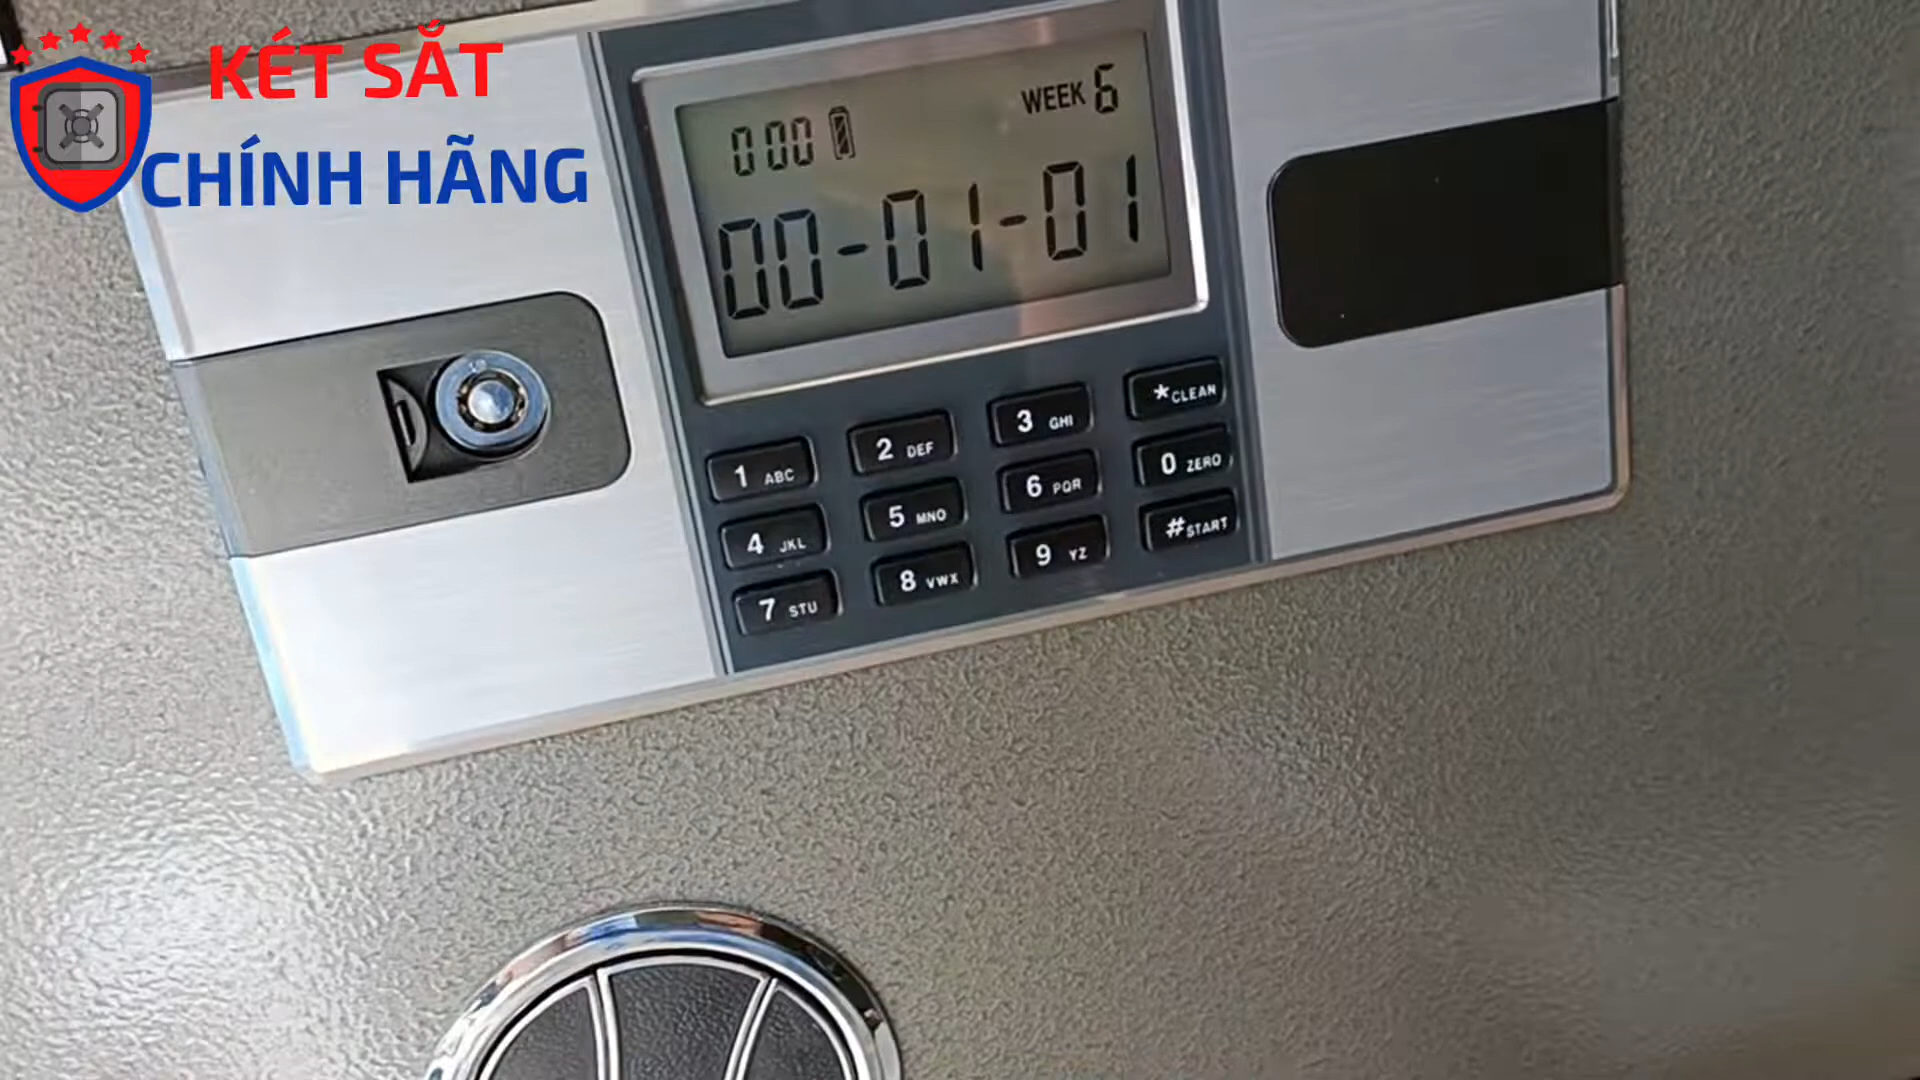 KÉT SẮT
CHÍNH HÃNG
WEEK 6
0 00
00-01-01
1 ABC
2 DEF
3 GHI
*CLEAN
4 JKL
5 MNO
6 PQR
0 ZERO
7 STU
8 VWX
9 YZ
#START